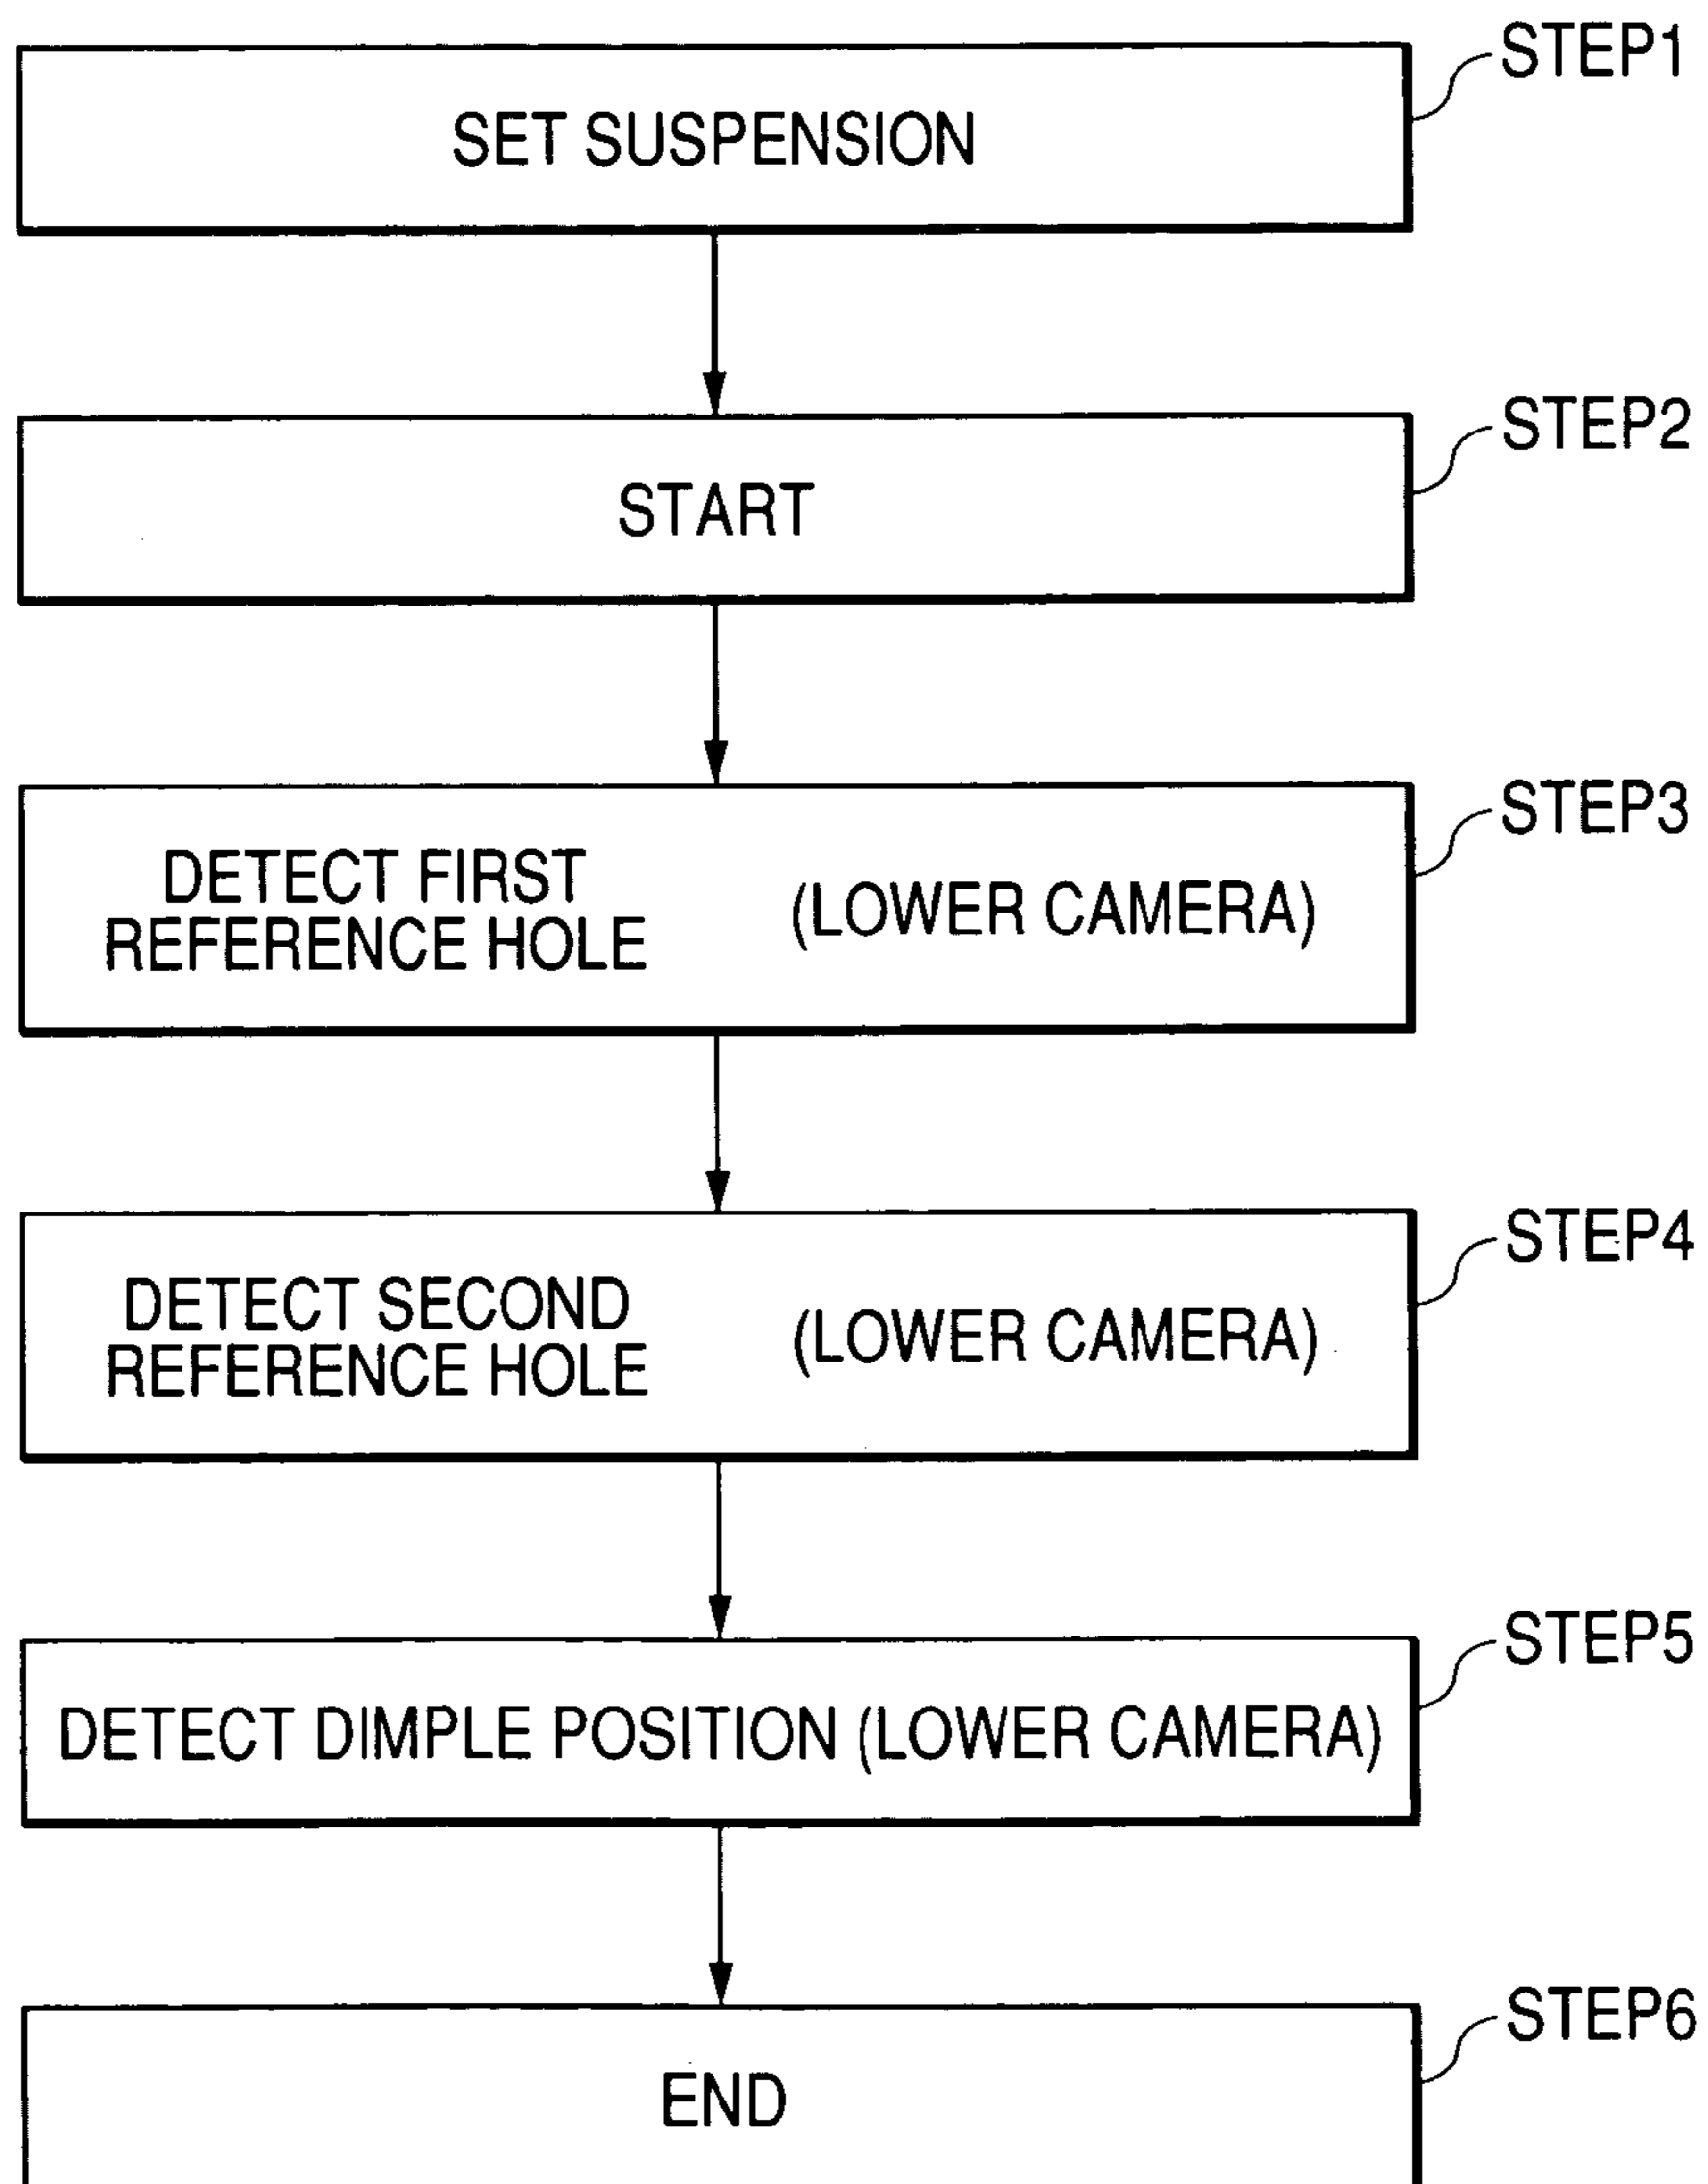 STEP1
SET SUSPENSION
STEP2
START
STEP3
DETECT FIRST
REFERENCE HOLE
(LOWER CAMERA)
STEP4
DETECT SECOND
REFERENCE HOLE
(LOWER CAMERA)
STEP5
DETECT DIMPLE POSITION (LOWER CAMERA)
STEP6
END